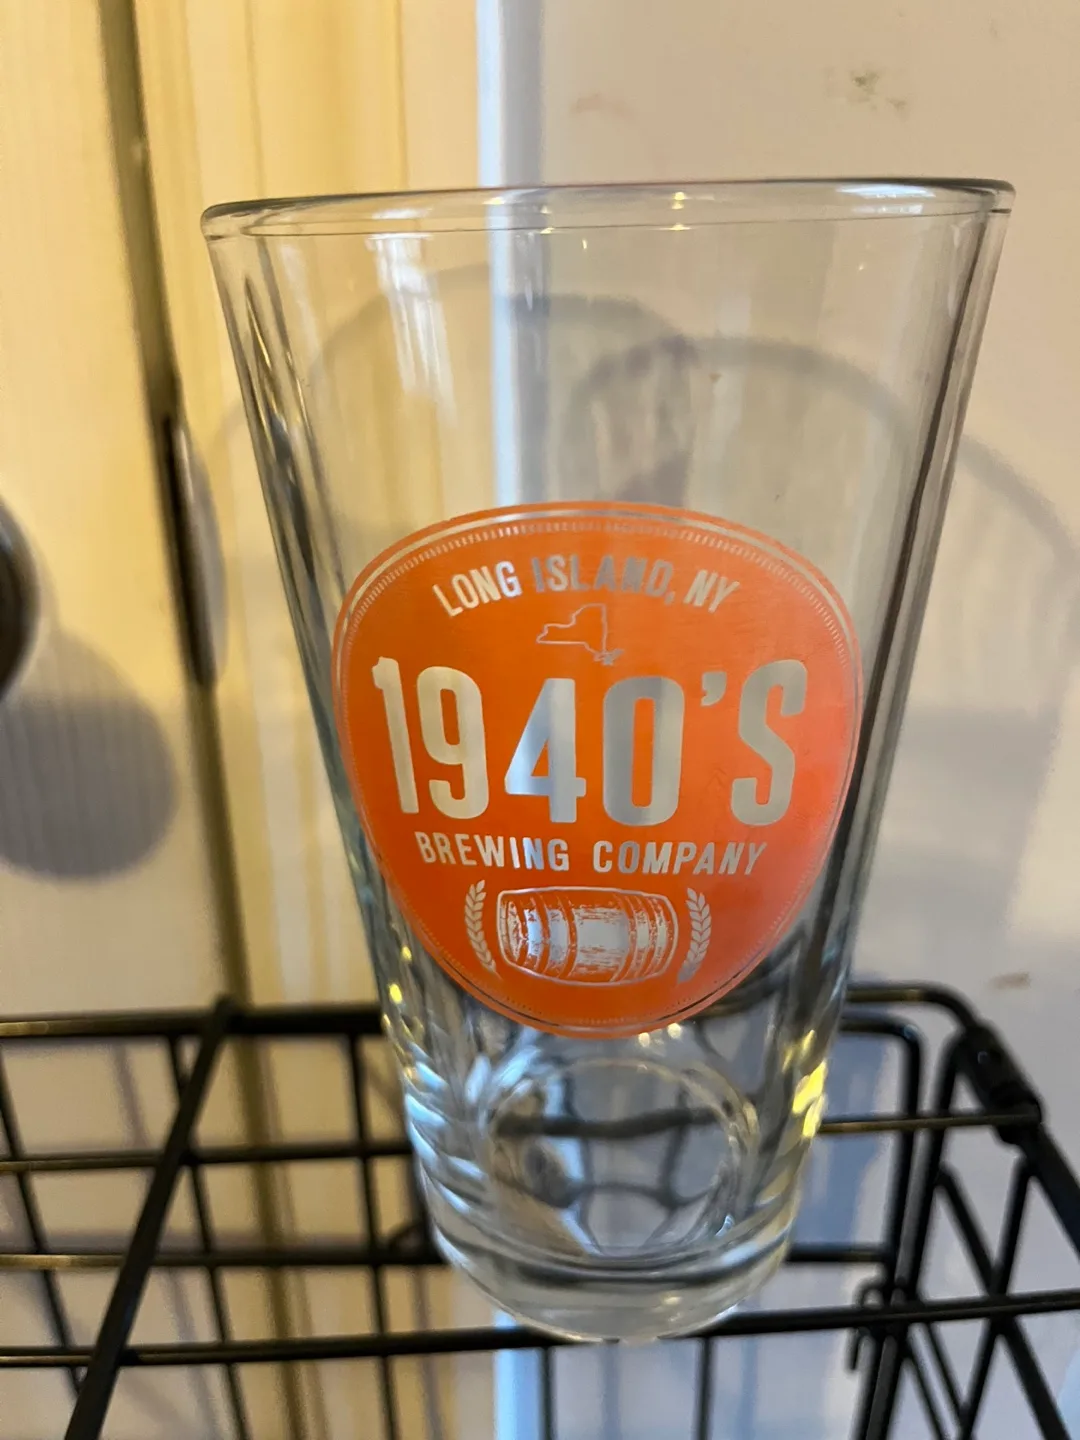 LONG ISLAND, NY
1940'S
BREWING COMPANY